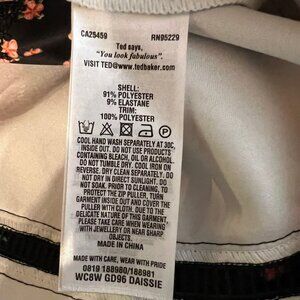 CA25459 RN95229
Ted says,
"You look fabulous".
VISIT TED@www.tedbaker.com
SHELL:
91% POLYESTER
9% ELASTANE
TRIM:
100% POLYESTER
COOL HAND WASH SEPARATELY AT 30C,
INSIDE OUT. DO NOT USE PRODUCTS
CONTAINING BLEACH, OIL OR ALCOHOL.
DO NOT TUMBLE DRY. COOL IRON ON
REVERSE. DRY CLEAN SEPARATELY. DO
NOT DRY IN DIRECT SUNLIGHT. DO
NOT SOAK. PRIOR TO CLEANING, TO
PROTECT THE ZIP PULLER, TURN
GARMENT INSIDE OUT AND COVER THE
ZIP PULLER WITH A CLOTH. DUE TO THE
DELICATE NATURE OF THIS GARMENT,
PLEASE TAKE CARE WHEN WEARING
WITH JEWELLERY OR NEAR SHARP
OBJECTS.
MADE IN CHINA
MADE WITH CARE, WEAR WITH PRIDE
0819 188980/188981
WC8W GD96 DAISSIE